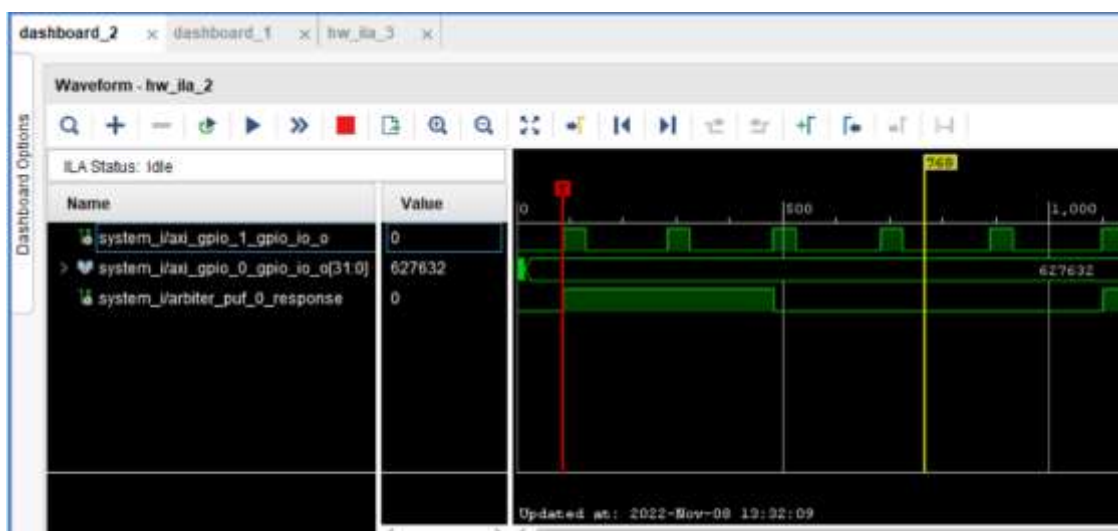 dashboard_2 × dashboard_1 × hw_ila_3 ×
Dashboard Options
Waveform - hw_ila_2
ILA Status: Idle
Name Value
system_i/axi_gpio_1_gpio_io_o 0
system_i/axi_gpio_0_gpio_io_o[31:0] 627632
system_i/arbiter_puf_0_response 0
768
T
0 500 1,000
627632
Updated at: 2022-Nov-08 13:32:09